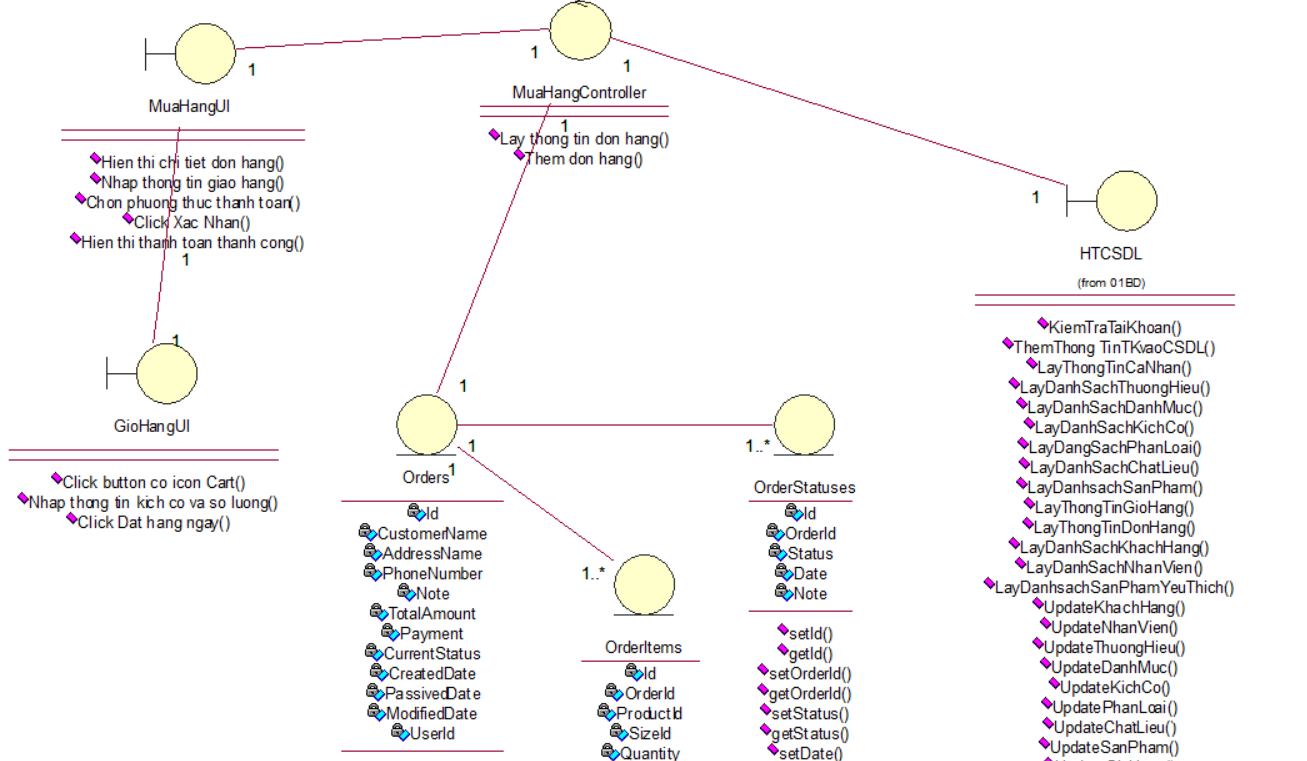 1
1
1
MuaHangUI
MuaHangController
1
Lay thong tin don hang()
Them don hang()
Hien thi chi tiet don hang()
Nhap thong tin giao hang()
Chon phuong thuc thanh toan()
Click Xac Nhan()
Hien thi thanh toan thanh cong()
1
1
GioHangUI
Click button co icon Cart()
Nhap thong tin kich co va so luong()
Click Dat hang ngay()
1
1
1
Orders
Id
CustomerName
AddressName
PhoneNumber
Note
TotalAmount
Payment
CurrentStatus
CreatedDate
PassivedDate
ModifiedDate
UserId
1..*
OrderItems
Id
OrderId
ProductId
SizeId
Quantity
1..*
OrderStatuses
Id
OrderId
Status
Date
Note
setId()
getId()
setOrderId()
getOrderId()
setStatus()
getStatus()
setDate()
1
HTCSDL
(from 01BD)
KiemTraTaiKhoan()
ThemThong TinTKvaoCSDL()
LayThongTinCaNhan()
LayDanhSachThuongHieu()
LayDanhSachDanhMuc()
LayDanhSachKichCo()
LayDangSachPhanLoai()
LayDanhSachChatLieu()
LayDanhsachSanPham()
LayThongTinGioHang()
LayThongTinDonHang()
LayDanhSachKhachHang()
LayDanhSachNhanVien()
LayDanhsachSanPhamYeuThich()
UpdateKhachHang()
UpdateNhanVien()
UpdateThuongHieu()
UpdateDanhMuc()
UpdateKichCo()
UpdatePhanLoai()
UpdateChatLieu()
UpdateSanPham()